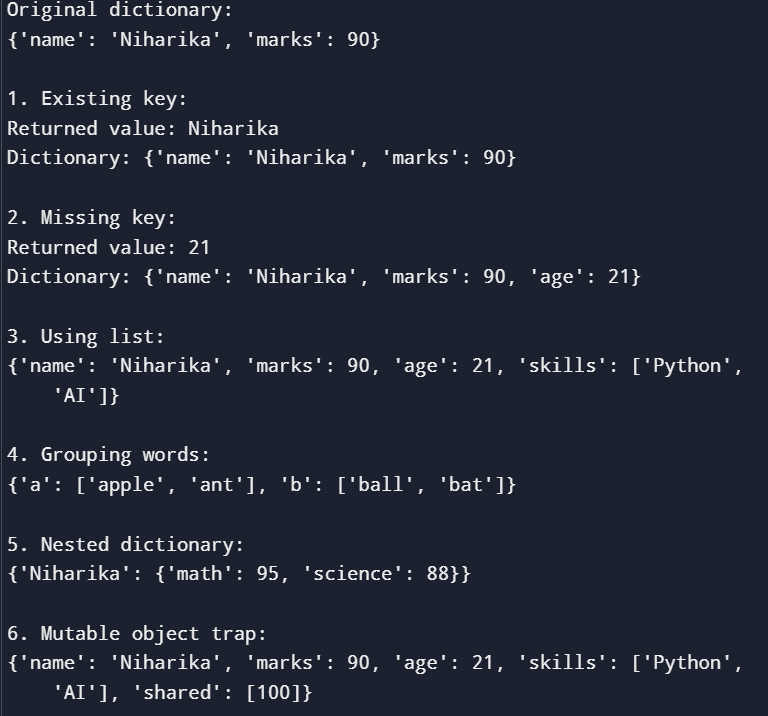 Original dictionary:
{'name': 'Niharika', 'marks': 90}

1. Existing key:
Returned value: Niharika
Dictionary: {'name': 'Niharika', 'marks': 90}

2. Missing key:
Returned value: 21
Dictionary: {'name': 'Niharika', 'marks': 90, 'age': 21}

3. Using list:
{'name': 'Niharika', 'marks': 90, 'age': 21, 'skills': ['Python',
    'AI']}

4. Grouping words:
{'a': ['apple', 'ant'], 'b': ['ball', 'bat']}

5. Nested dictionary:
{'Niharika': {'math': 95, 'science': 88}}

6. Mutable object trap:
{'name': 'Niharika', 'marks': 90, 'age': 21, 'skills': ['Python',
    'AI'], 'shared': [100]}